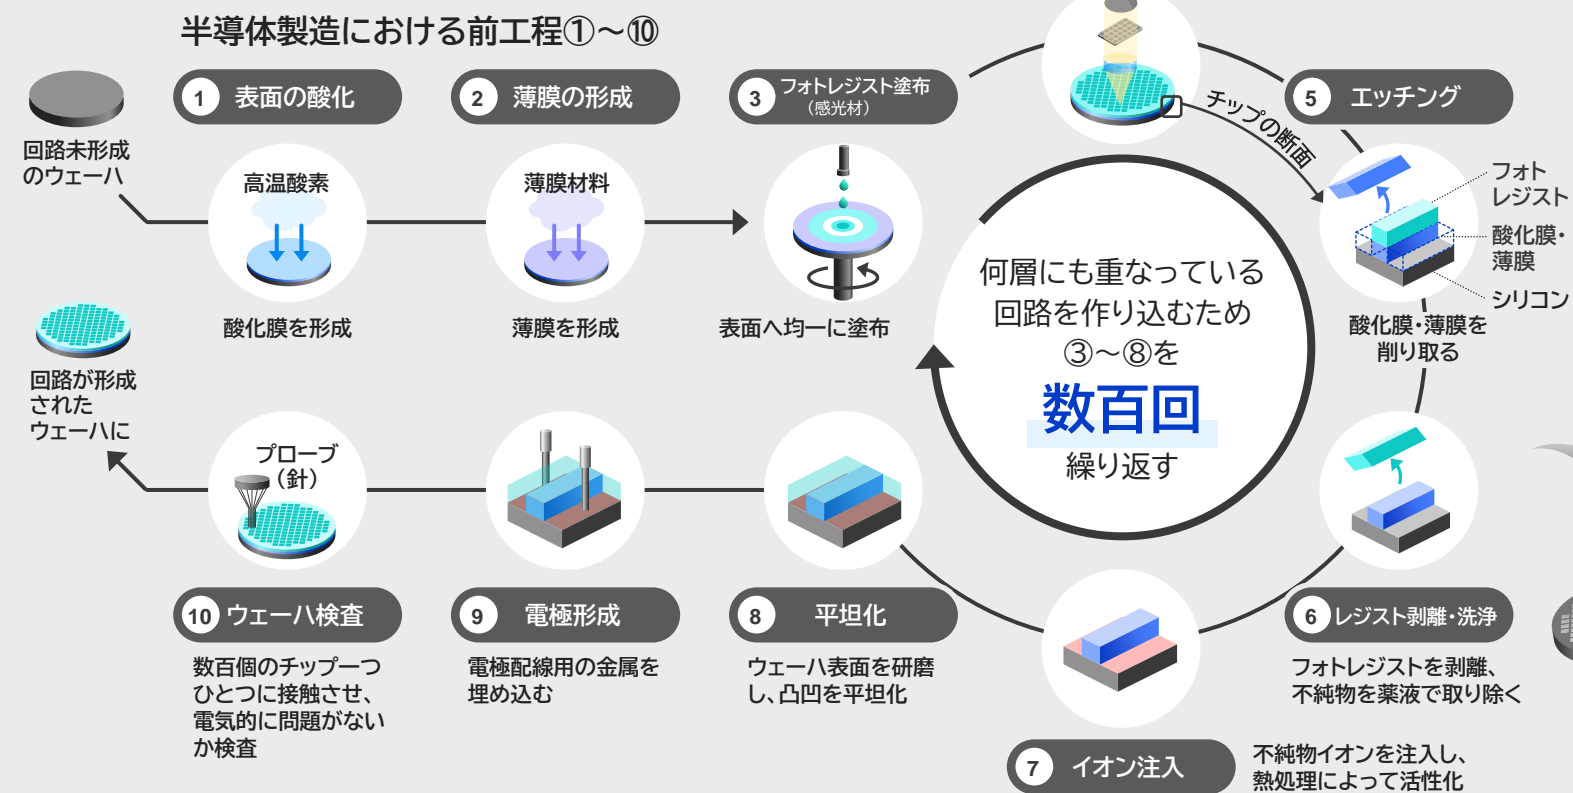 半導体製造における前工程①〜⑩
回路未形成
のウェーハ
1 表面の酸化
高温酸素
酸化膜を形成
2 薄膜の形成
薄膜材料
薄膜を形成
3 フォトレジスト塗布
（感光材）
表面へ均一に塗布
チップの断面
5 エッチング
フォト
レジスト
酸化膜・
薄膜
シリコン
酸化膜・薄膜を
削り取る
何層にも重なっている
回路を作り込むため
③〜⑧を
数百回
繰り返す
6 レジスト剥離・洗浄
フォトレジストを剥離、
不純物を薬液で取り除く
7 イオン注入
不純物イオンを注入し、
熱処理によって活性化
8 平坦化
ウェーハ表面を研磨
し、凸凹を平坦化
9 電極形成
電極配線用の金属を
埋め込む
プローブ
（針）
10 ウェーハ検査
数百個のチップ一つ
ひとつに接触させ、
電気的に問題がない
か検査
回路が形成
された
ウェーハに